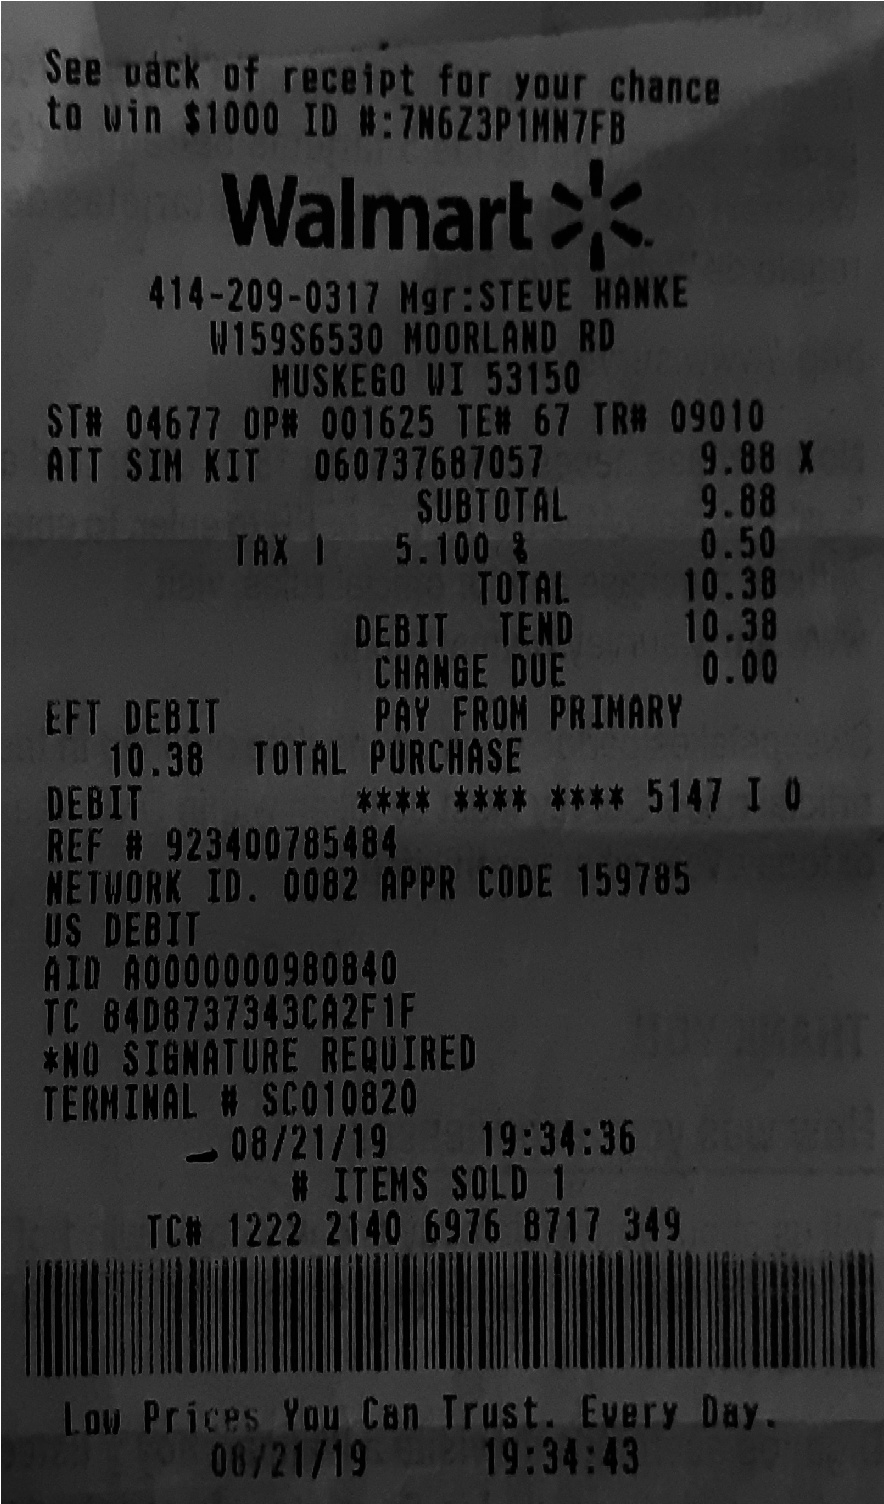 See back of receipt for your chance
to win $1000 ID #:7N6Z3P1MN7FB
Walmart
414-209-0317 Mgr:STEVE HANKE
W159S6530 MOORLAND RD
MUSKEGO WI 53150
ST# 04677 OP# 001625 TE# 67 TR# 09010
ATT SIM KIT 060737687057 9.88 X
SUBTOTAL 9.88
TAX 1 5.100 % 0.50
TOTAL 10.38
DEBIT TEND 10.38
CHANGE DUE 0.00
EFT DEBIT PAY FROM PRIMARY
10.38 TOTAL PURCHASE
DEBIT **** **** **** 5147 I 0
REF # 923400785484
NETWORK ID. 0082 APPR CODE 159785
US DEBIT
AID A0000000980840
TC 84D8737343CA2F1F
*NO SIGNATURE REQUIRED
TERMINAL # SC010820
08/21/19 19:34:36
# ITEMS SOLD 1
TC# 1222 2140 6976 8717 349
Low Prices You Can Trust. Every Day.
08/21/19 19:34:43